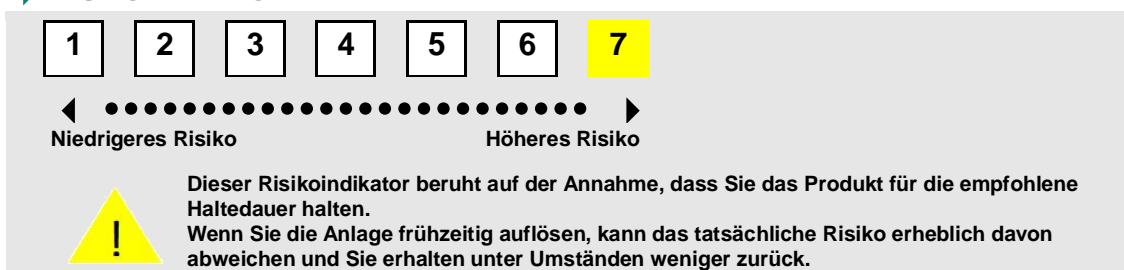 1 2 3 4 5 6 7
Niedrigeres Risiko Höheres Risiko
Dieser Risikoindikator beruht auf der Annahme, dass Sie das Produkt für die empfohlene
Haltedauer halten.
Wenn Sie die Anlage frühzeitig auflösen, kann das tatsächliche Risiko erheblich davon
abweichen und Sie erhalten unter Umständen weniger zurück.
!